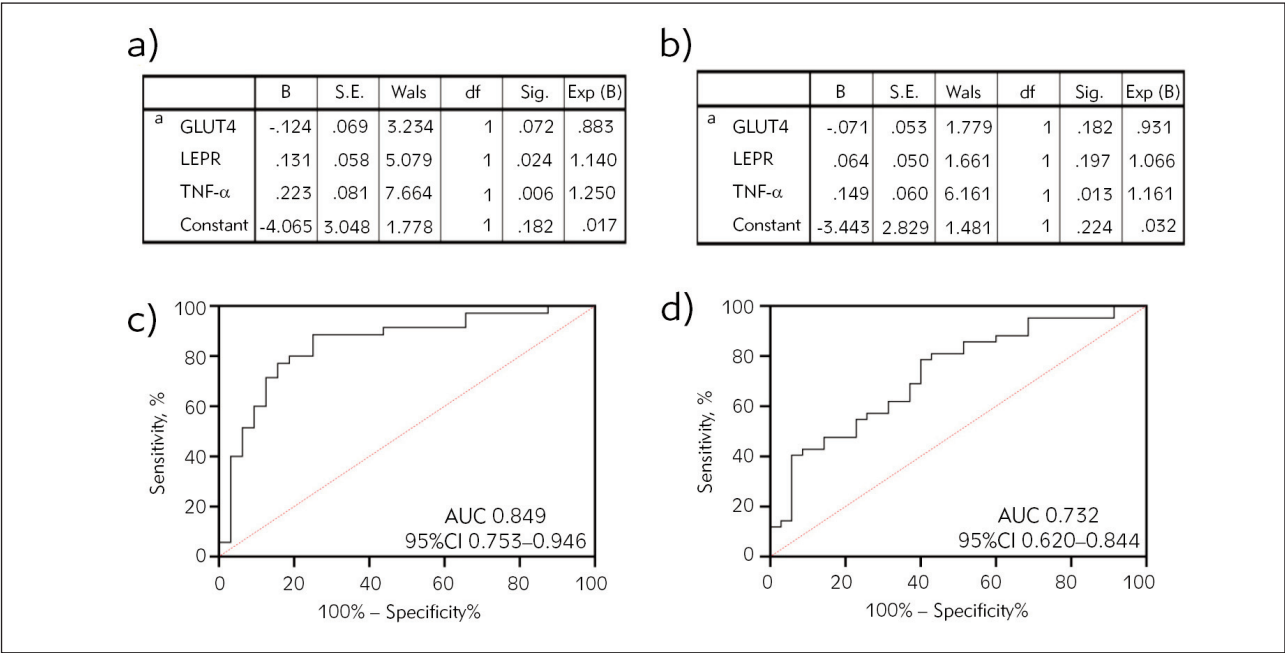 a)
B S.E. Wals df Sig. Exp (B)
a GLUT4 -.124 .069 3.234 1 .072 .883
LEPR .131 .058 5.079 1 .024 1.140
TNF-α .223 .081 7.664 1 .006 1.250
Constant -4.065 3.048 1.778 1 .182 .017
b)
B S.E. Wals df Sig. Exp (B)
a GLUT4 -.071 .053 1.779 1 .182 .931
LEPR .064 .050 1.661 1 .197 1.066
TNF-α .149 .060 6.161 1 .013 1.161
Constant -3.443 2.829 1.481 1 .224 .032
c)
Sensitivity, %
100
80
60
40
20
0
AUC 0.849
95%CI 0.753–0.946
0 20 40 60 80 100
100% – Specificity%
d)
Sensitivity, %
100
80
60
40
20
0
AUC 0.732
95%CI 0.620–0.844
0 20 40 60 80 100
100% – Specificity%